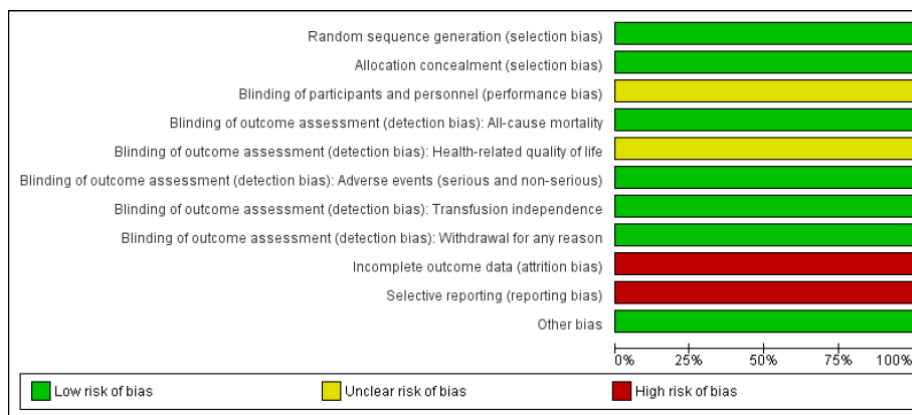 Random sequence generation (selection bias)
Allocation concealment (selection bias)
Blinding of participants and personnel (performance bias)
Blinding of outcome assessment (detection bias): All-cause mortality
Blinding of outcome assessment (detection bias): Health-related quality of life
Blinding of outcome assessment (detection bias): Adverse events (serious and non-serious)
Blinding of outcome assessment (detection bias): Transfusion independence
Blinding of outcome assessment (detection bias): Withdrawal for any reason
Incomplete outcome data (attrition bias)
Selective reporting (reporting bias)
Other bias
0% 25% 50% 75% 100%
Low risk of bias Unclear risk of bias High risk of bias